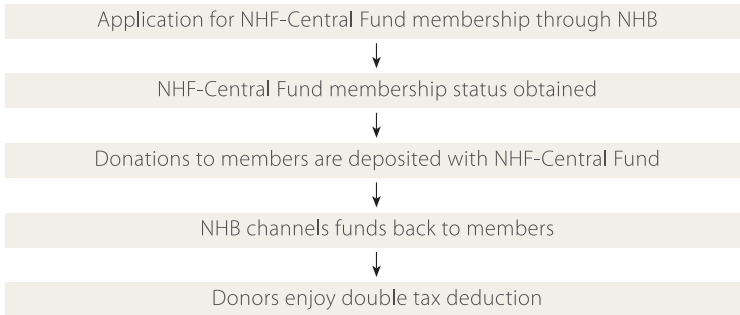 Application for NHF-Central Fund membership through NHB
NHF-Central Fund membership status obtained
Donations to members are deposited with NHF-Central Fund
NHB channels funds back to members
Donors enjoy double tax deduction